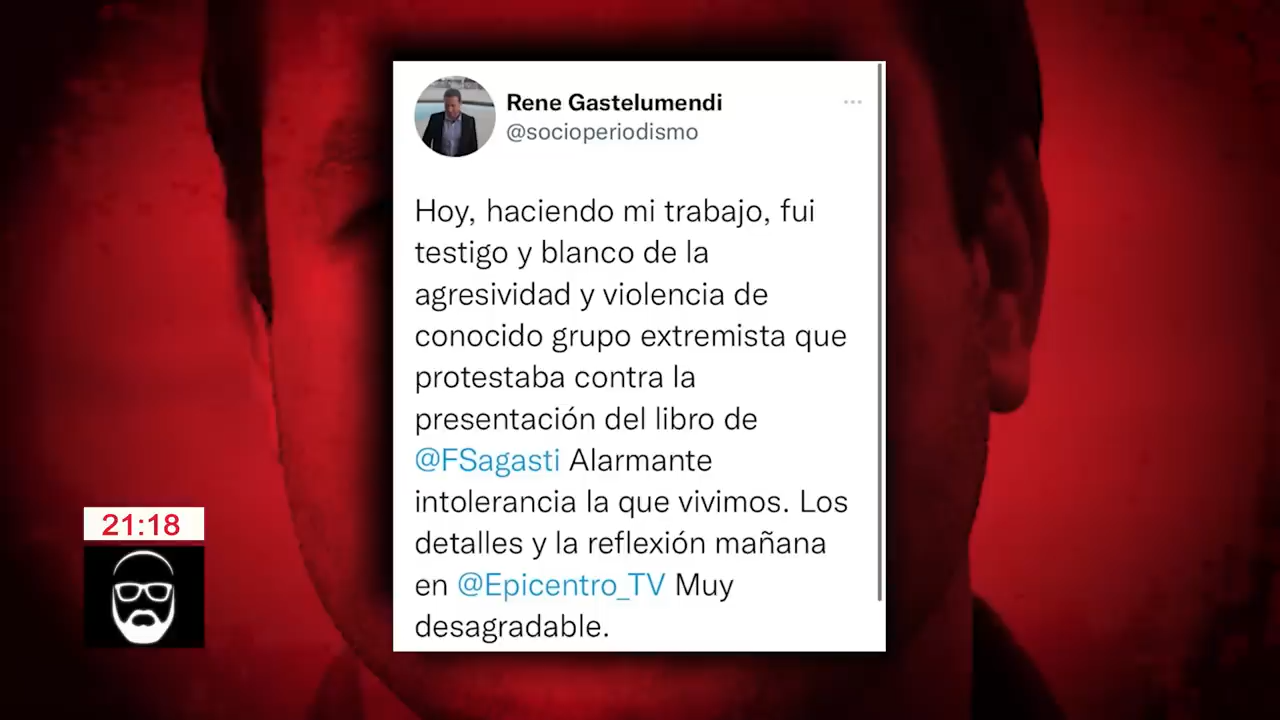 Rene Gastelumendi
@socioperiodismo
Hoy, haciendo mi trabajo, fui
testigo y blanco de la
agresividad y violencia de
conocido grupo extremista que
protestaba contra la
presentación del libro de
@FSagasti Alarmante
intolerancia la que vivimos. Los
detalles y la reflexión mañana
en @Epicentro_TV Muy
desagradable.
21:18